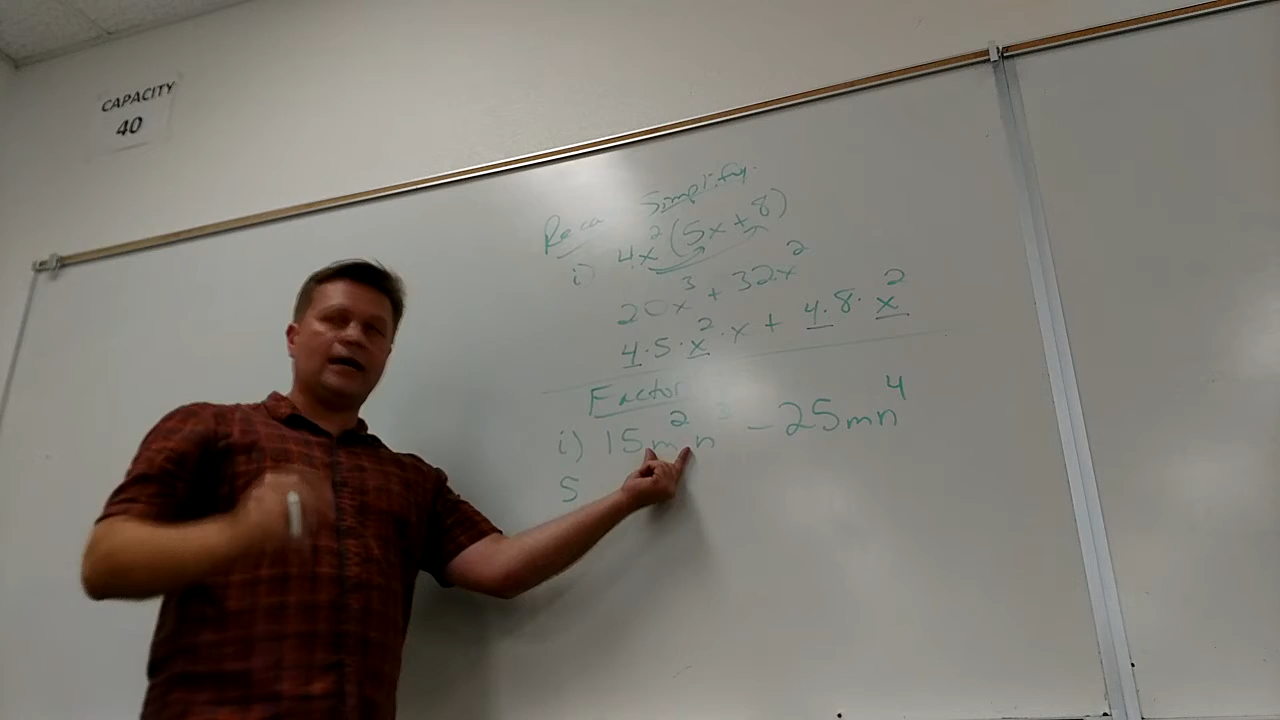 CAPACITY
40
Simplify.
i) 4x²(5x+8)
20x³ + 32x²
4·5·x²·x + 4·8·x²
Factor
i) 15m²n³ - 25mn⁴
5